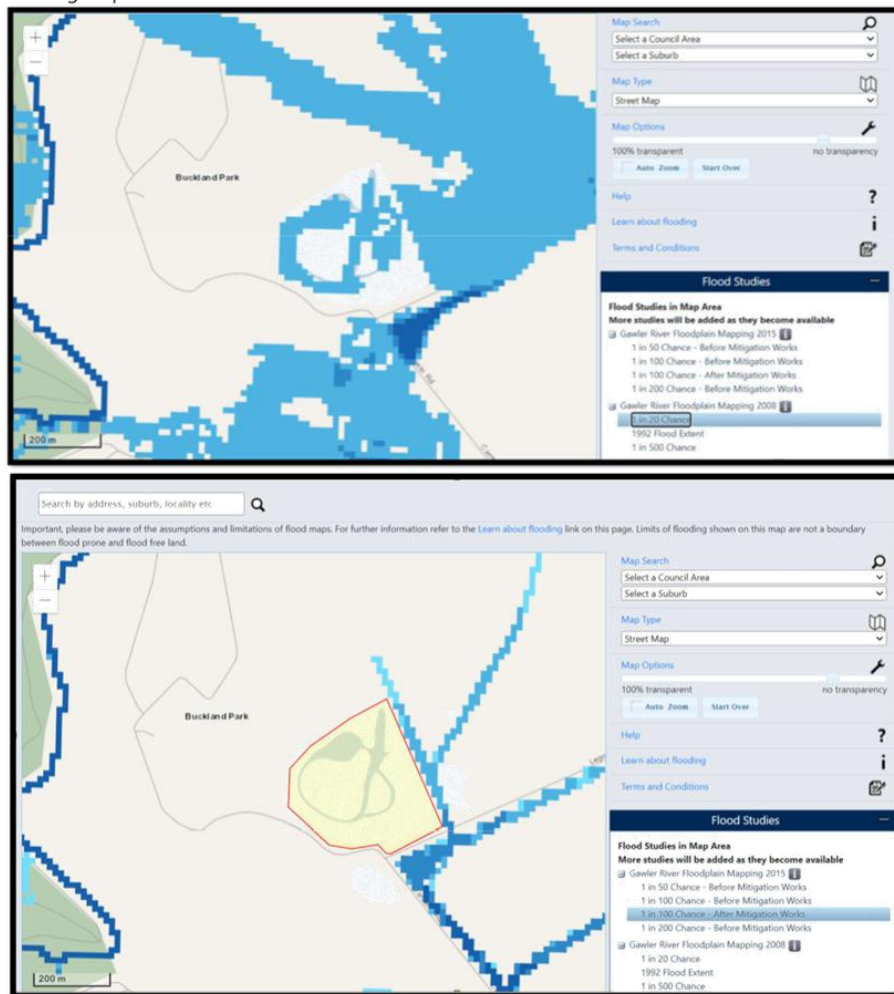 Map Search
Select a Council Area
Select a Suburb
Map Type
Street Map
Map Options
100% transparent no transparency
Auto Zoom Start Over
Help ?
Learn about flooding i
Terms and Conditions
Flood Studies
Flood Studies in Map Area
More studies will be added as they become available
Gawler River Floodplain Mapping 2015 i
1 in 50 Chance - Before Mitigation Works
1 in 100 Chance - Before Mitigation Works
1 in 100 Chance - After Mitigation Works
1 in 200 Chance - Before Mitigation Works
Gawler River Floodplain Mapping 2008 i
1 in 20 Chance
1992 Flood Extent
1 in 500 Chance
+
−
Buckland Park
200 m
Search by address, suburb, locality etc
Important, please be aware of the assumptions and limitations of flood maps. For further information refer to the Learn about flooding link on this page. Limits of flooding shown on this map are not a boundary
between flood prone and flood free land.
+
−
Buckland Park
200 m
Map Search
Select a Council Area
Select a Suburb
Map Type
Street Map
Map Options
100% transparent no transparency
Auto Zoom Start Over
Help ?
Learn about flooding i
Terms and Conditions
Flood Studies
Flood Studies in Map Area
More studies will be added as they become available
Gawler River Floodplain Mapping 2015 i
1 in 50 Chance - Before Mitigation Works
1 in 100 Chance - Before Mitigation Works
1 in 100 Chance - After Mitigation Works
1 in 200 Chance - Before Mitigation Works
Gawler River Floodplain Mapping 2008 i
1 in 20 Chance
1992 Flood Extent
1 in 500 Chance